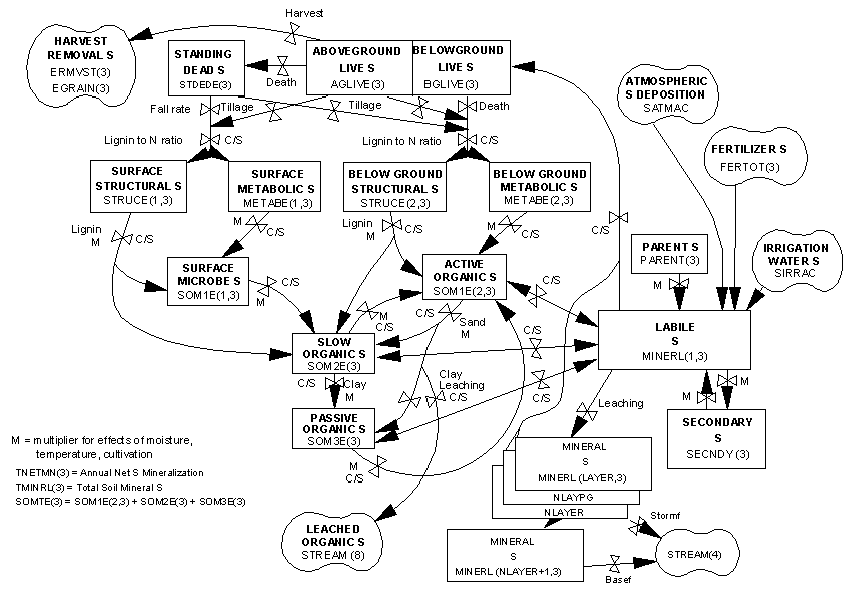 Harvest
HARVEST
REMOVAL S
ERMVST(3)
EGRAIN(3)
STANDING
DEAD S
STDEDE(3)
ABOVEGROUND
LIVE S
AGLIVE(3)
BELOWGROUND
LIVE S
BGLIVE(3)
Death
Fall rate
Tillage
Tillage
Death
Lignin to N ratio
C/S
Lignin to N ratio
C/S
ATMOSPHERIC
S DEPOSITION
SATMAC
FERTILIZER S
FERTOT(3)
SURFACE
STRUCTURAL S
STRUCE(1,3)
SURFACE
METABOLIC S
METABE(1,3)
BELOW GROUND
STRUCTURAL S
STRUCE(2,3)
BELOW GROUND
METABOLIC S
METABE(2,3)
Lignin
M
C/S
M
C/S
Lignin
M
C/S
M
C/S
C/S
PARENT S
PARENT(3)
M
IRRIGATION
WATER S
SIRRAC
SURFACE
MICROBE S
SOM1E(1,3)
C/S
M
ACTIVE
ORGANIC S
SOM1E(2,3)
C/S
M
C/S
C/S
Sand
M
C/S
LABILE
S
MINERL(1,3)
SLOW
ORGANIC S
SOM2E(3)
C/S
Clay
M
Clay
Leaching
C/S
C/S
M
M
Leaching
PASSIVE
ORGANIC S
SOM3E(3)
M
C/S
SECONDARY
S
SECNDY (3)
M = multiplier for effects of moisture,
temperature, cultivation
TNETMN(3) = Annual Net S Mineralization
TMINRL(3) = Total Soil Mineral S
SOMTE(3) = SOM1E(2,3) + SOM2E(3) + SOM3E(3)
MINERAL
S
MINERL (LAYER,3)
NLAYPG
NLAYER
LEACHED
ORGANIC S
STREAM (8)
MINERAL
S
MINERL (NLAYER+1,3)
Stormf
STREAM(4)
Basef